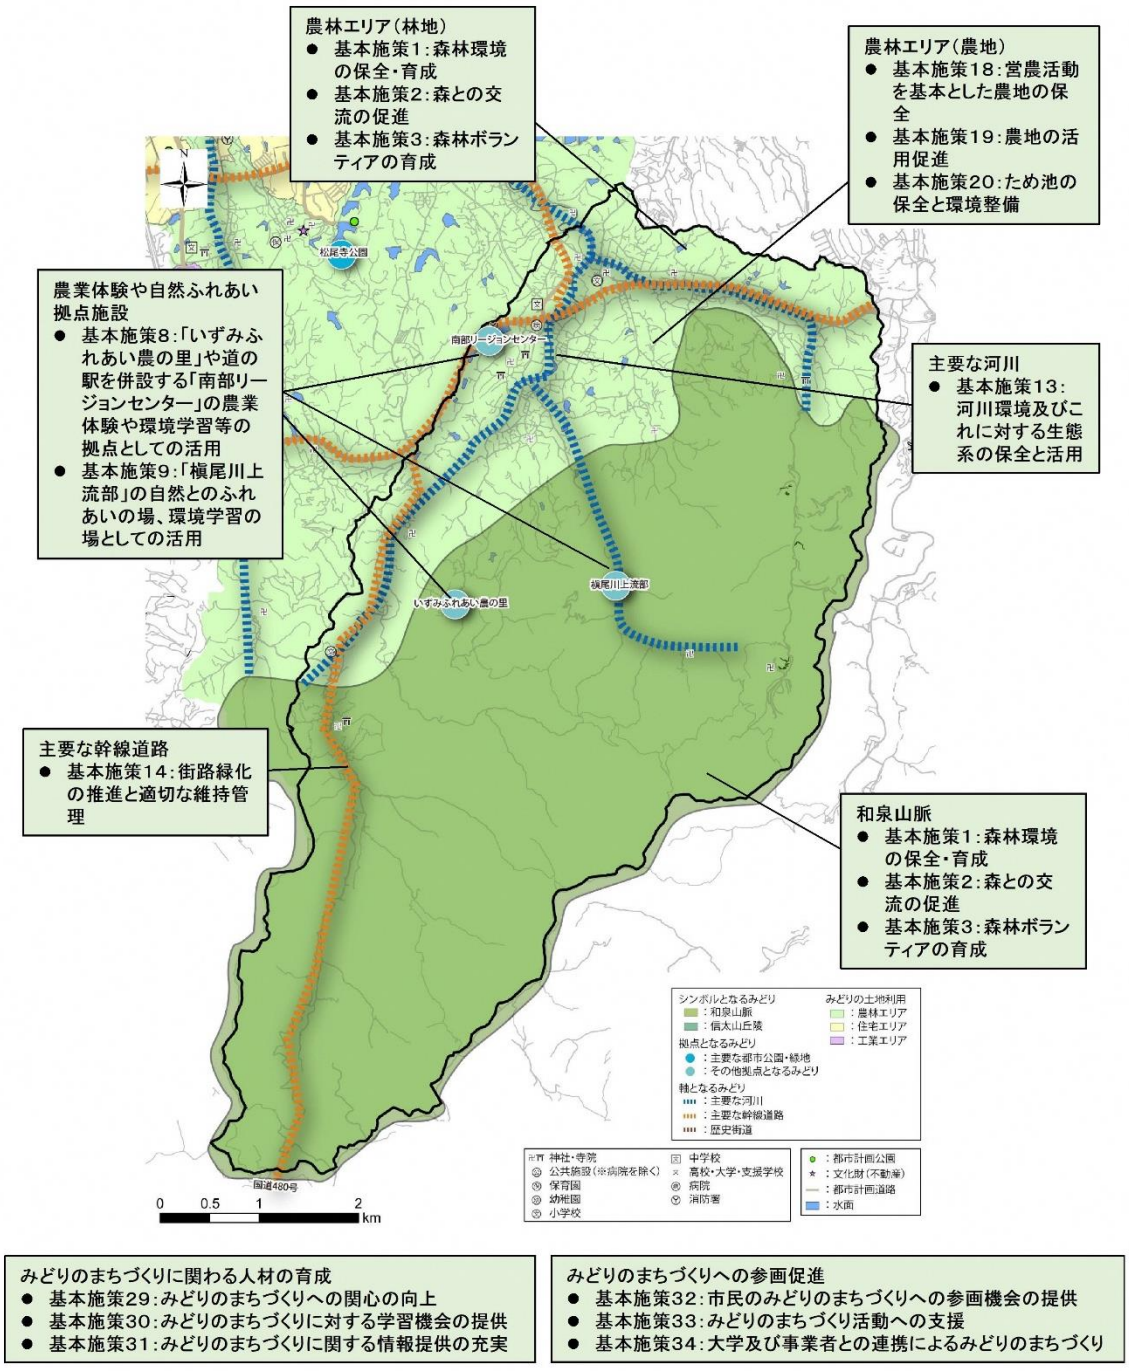 農林エリア(林地)
● 基本施策1:森林環境
の保全・育成
● 基本施策2:森との交
流の促進
● 基本施策3:森林ボラン
ティアの育成
農林エリア(農地)
● 基本施策18:営農活動
を基本とした農地の保
全
● 基本施策19:農地の活
用促進
● 基本施策20:ため池の
保全と環境整備
N
松尾寺公園
農業体験や自然ふれあい
拠点施設
● 基本施策8:「いずみふ
れあい農の里」や道の
駅を併設する「南部リー
ジョンセンター」の農業
体験や環境学習等の
拠点としての活用
● 基本施策9:「槇尾川上
流部」の自然とのふれ
あいの場、環境学習の
場としての活用
南部リージョンセンター
主要な河川
● 基本施策13:
河川環境及びこ
れに対する生態
系の保全と活用
槇尾川上流部
いずみふれあい農の里
主要な幹線道路
● 基本施策14:街路緑化
の推進と適切な維持管
理
和泉山脈
● 基本施策1:森林環境
の保全・育成
● 基本施策2:森との交
流の促進
● 基本施策3:森林ボラン
ティアの育成
シンボルとなるみどり
:和泉山脈
:信太山丘陵
拠点となるみどり
:主要な都市公園・緑地
:その他拠点となるみどり
軸となるみどり
:主要な河川
:主要な幹線道路
:歴史街道
みどりの土地利用
:農林エリア
:住宅エリア
:工業エリア
神社・寺院
公共施設(※病院を除く)
保育園
幼稚園
小学校
中学校
高校・大学・支援学校
病院
消防署
:都市計画公園
:文化財(不動産)
:都市計画道路
:水面
国道480号
0 0.5 1 2
km
みどりのまちづくりに関わる人材の育成
● 基本施策29:みどりのまちづくりへの関心の向上
● 基本施策30:みどりのまちづくりに対する学習機会の提供
● 基本施策31:みどりのまちづくりに関する情報提供の充実
みどりのまちづくりへの参画促進
● 基本施策32:市民のみどりのまちづくりへの参画機会の提供
● 基本施策33:みどりのまちづくり活動への支援
● 基本施策34:大学及び事業者との連携によるみどりのまちづくり